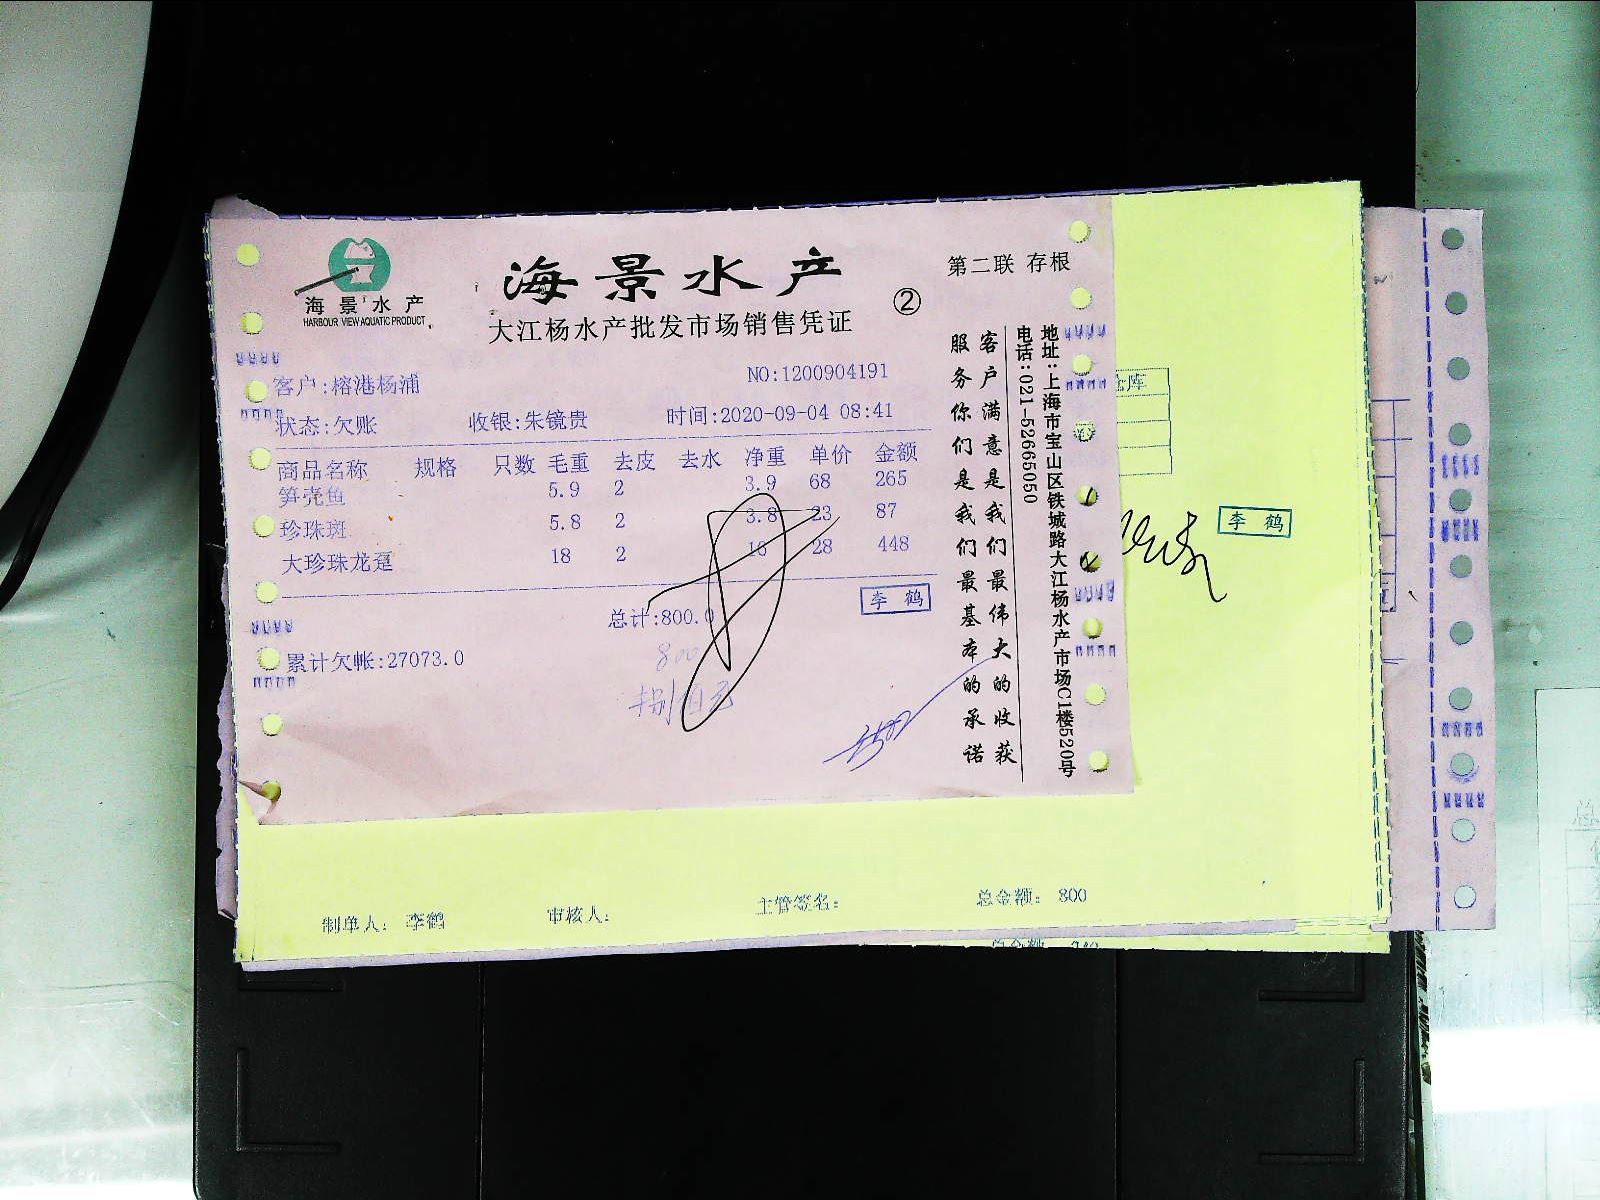 海景水产
HARBOUR VIEW AQUATIC PRODUCT
海景水产
大江杨水产批发市场销售凭证
②
第二联 存根
客户:榕港杨浦
NO:1200904191
状态:欠账 收银:朱镜贵 时间:2020-09-04 08:41
商品名称 规格 只数 毛重 去皮 去水 净重 单价 金额
笋壳鱼 5.9 2 3.9 68 265
珍珠斑 5.8 2 3.8 23 87
大珍珠龙趸 18 2 16 28 448
总计:800.0
李鹤
累计欠帐:27073.0
800
捌百元
客户满意是我们最伟大的收获
服务你们是我们最基本的承诺
地址:上海市宝山区铁城路大江杨水产市场C1楼520号
电话:021-52665050
仓库
李鹤
制单人: 李鹤 审核人: 主管签名: 总金额: 800